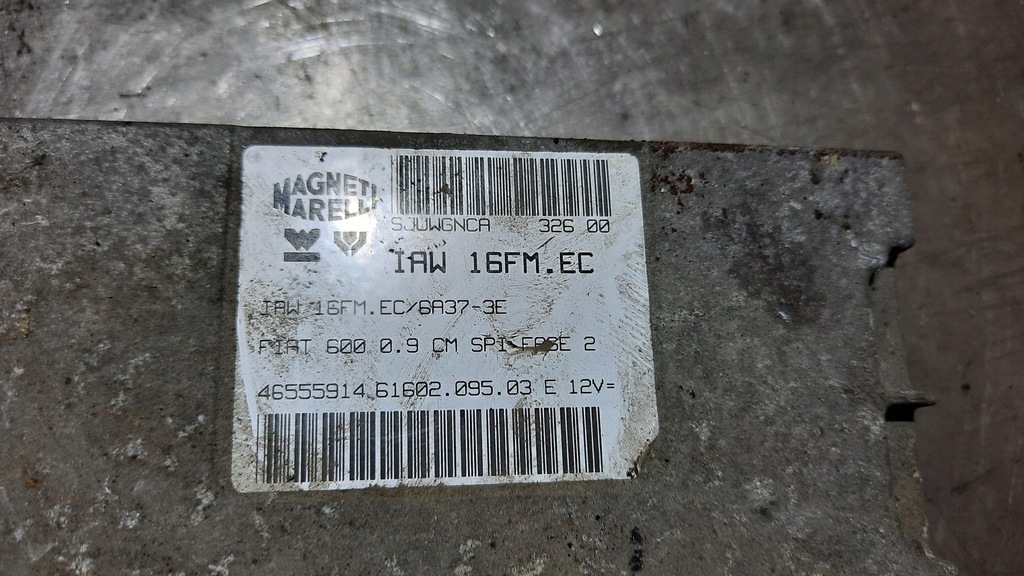 MAGNETI
MARELLI
SJUW6NCA 326 00
IAW 16FM.EC
IAW 16FM.EC/6A37-3E
FIAT 600 0.9 CM SPI FASE 2
46555914 61602.095.03 E 12V=